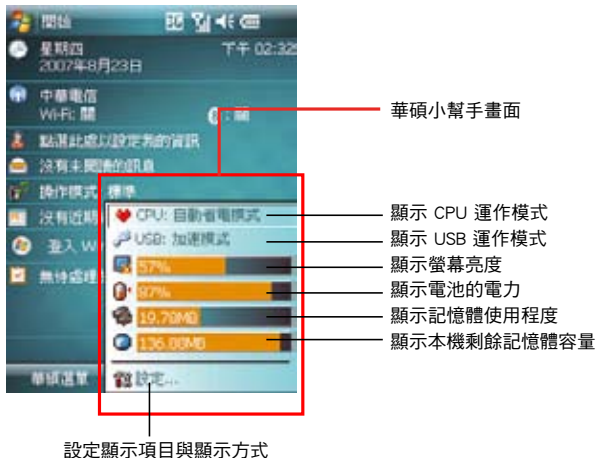 開始
星期四
2007年8月23日
下午 02:32
中華電信
Wi-Fi: 關
: 關
點選此處以設定我的資訊
沒有未閱讀的訊息
操作模式 標準
沒有近期
登入 W
無待處理
CPU: 自動省電模式
USB: 加速模式
57%
87%
19.70MB
136.00MB
設定...
華碩選單
華碩小幫手畫面
顯示 CPU 運作模式
顯示 USB 運作模式
顯示螢幕亮度
顯示電池的電力
顯示記憶體使用程度
顯示本機剩餘記憶體容量
設定顯示項目與顯示方式